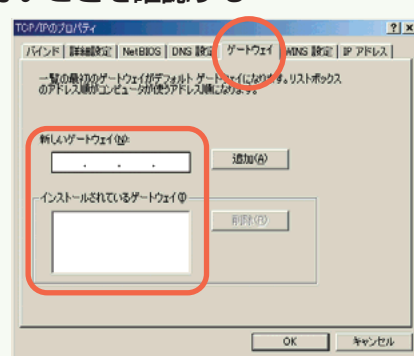 ないことを確認する
TCP/IPのプロパティ
バインド 詳細設定 NetBIOS DNS 設定 ゲートウェイ WINS 設定 IP アドレス
一覧の最初のゲートウェイがデフォルト ゲートウェイになります。リストボックス
のアドレス順がコンピュータが使うアドレス順になります。
新しいゲートウェイ(N):
追加(A)
インストールされているゲートウェイ(I)
削除(R)
OK キャンセル